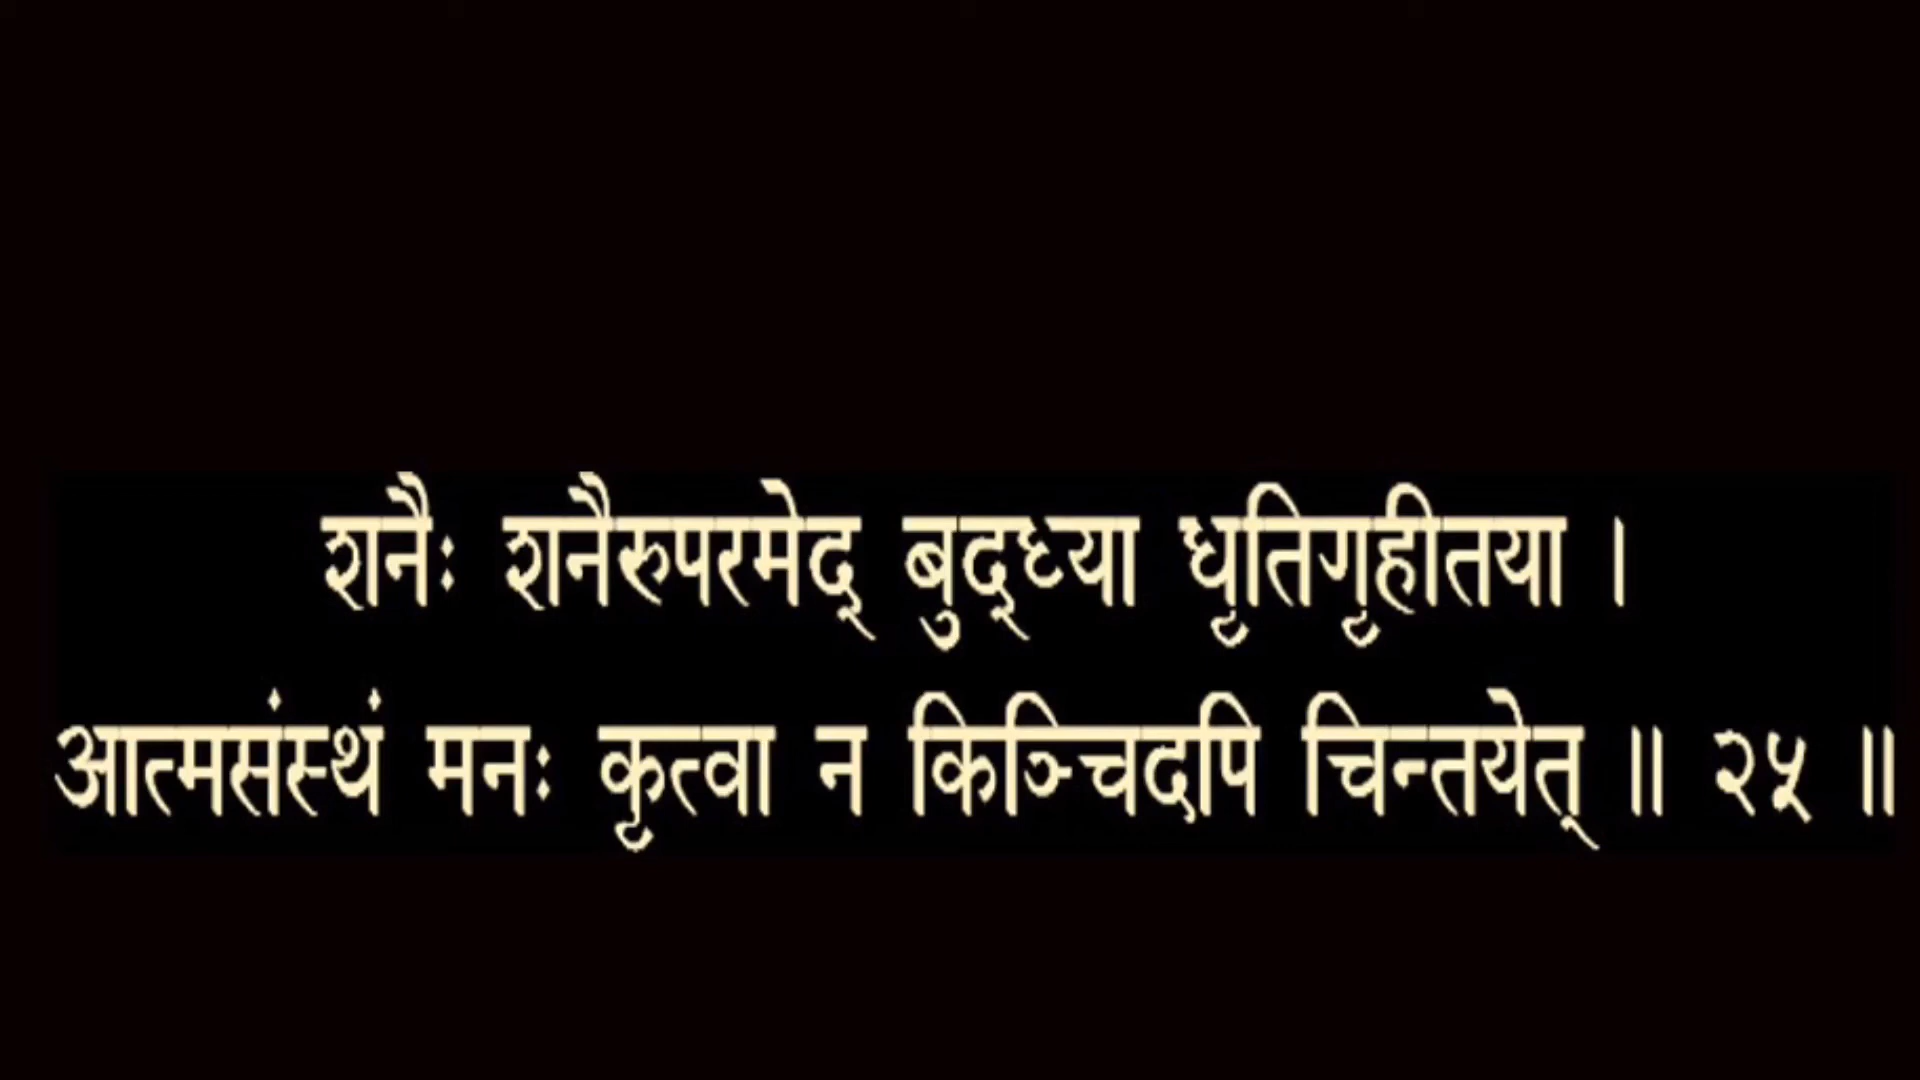 शनैः शनैरुपरमेद् बुद्ध्या धृतिगृहीतया ।
आत्मसंस्थं मनः कृत्वा न किञ्चिदपि चिन्तयेत् ॥ २५ ॥